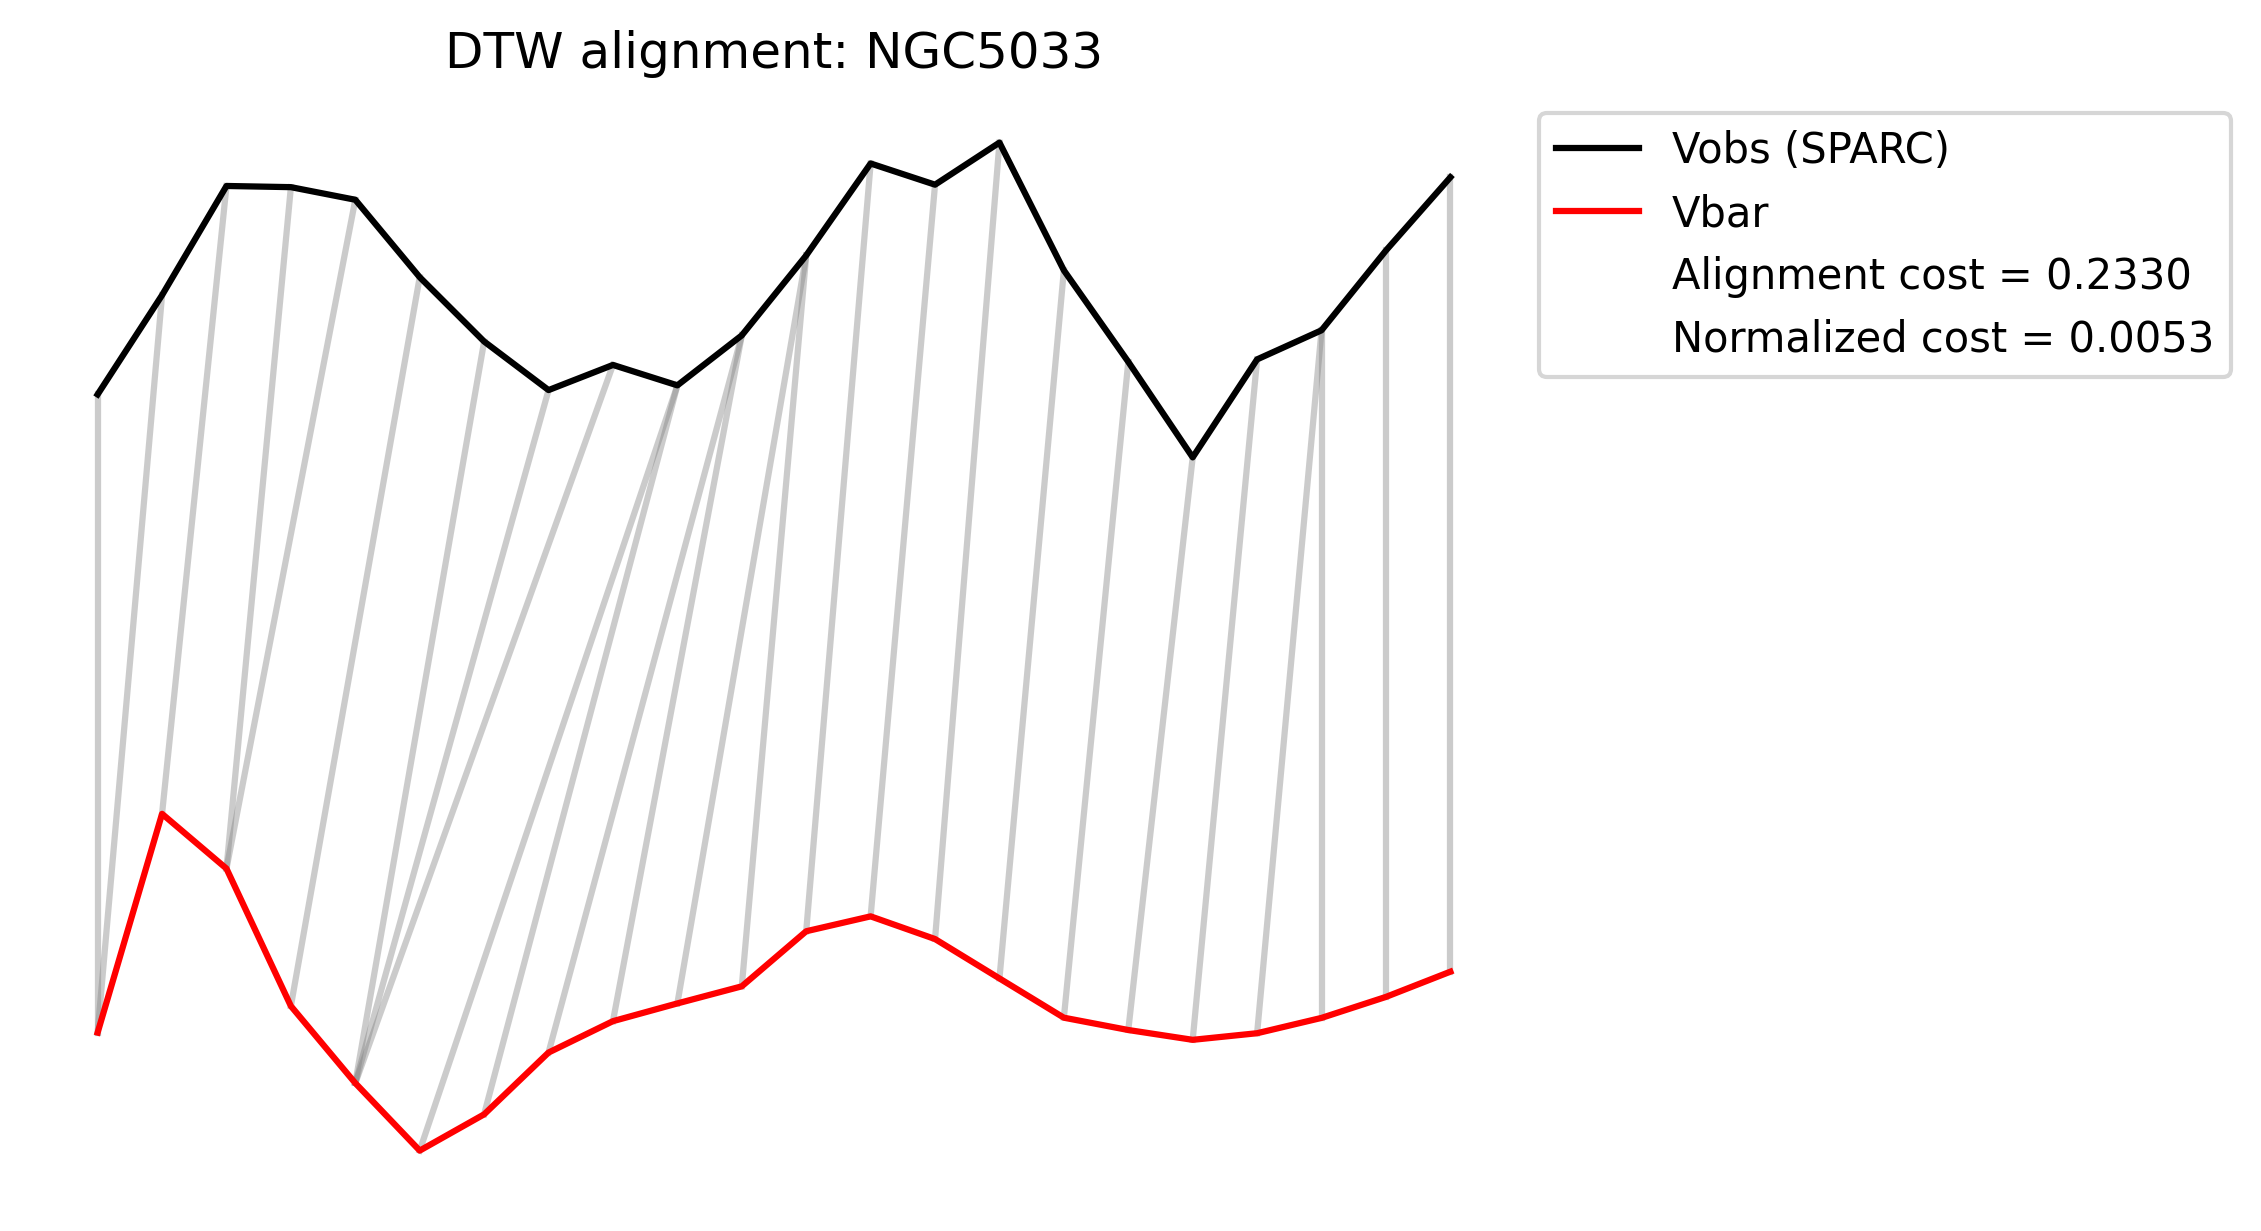 DTW alignment: NGC5033
Vobs (SPARC)
Vbar
Alignment cost = 0.2330
Normalized cost = 0.0053